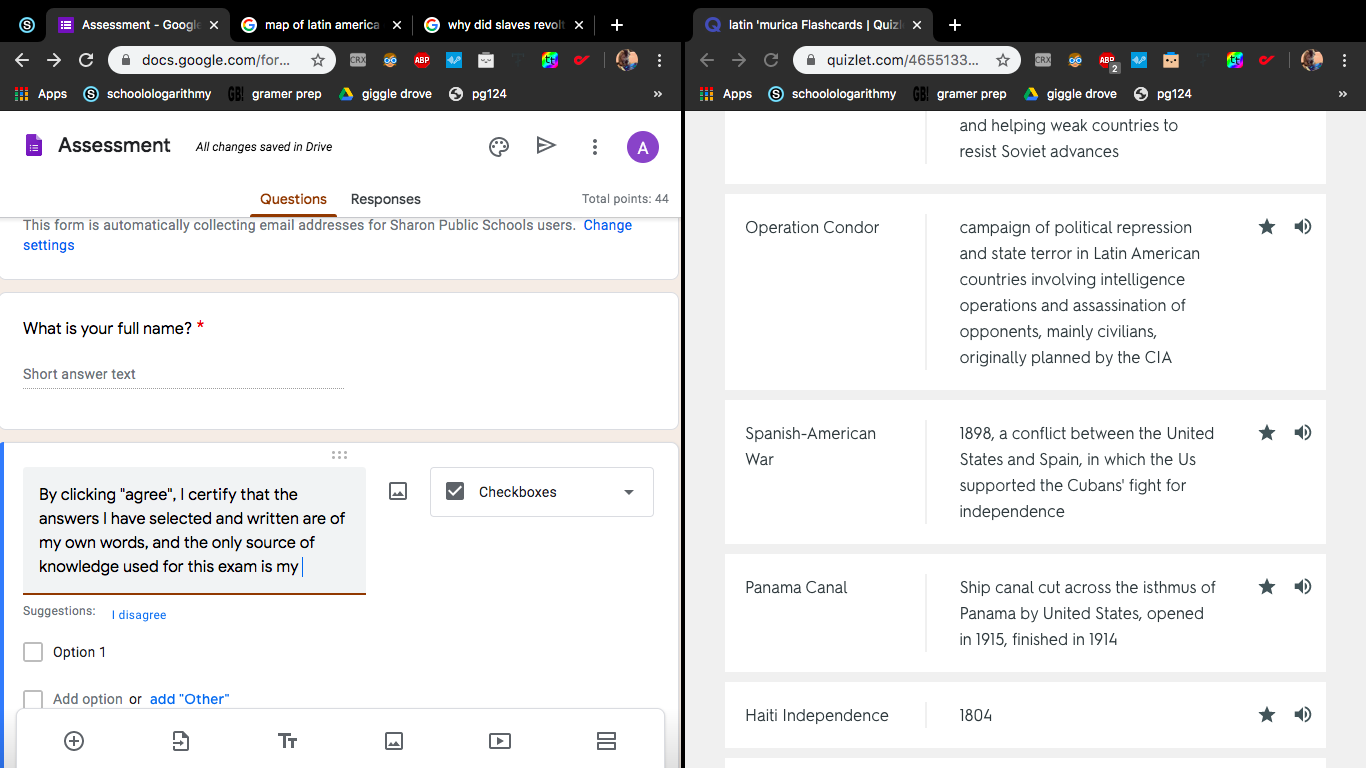 Assessment - Google
map of latin america
why did slaves revolt
latin 'murica Flashcards | Quizl
docs.google.com/for...
CRX
ABP
quizlet.com/4655133...
CRX
ABP
2
Apps
schoolologarithmy
GB!
gramer prep
giggle drove
pg124
»
Apps
schoolologarithmy
GB!
gramer prep
giggle drove
pg124
»
Assessment
All changes saved in Drive
A
Questions
Responses
Total points: 44
This form is automatically collecting email addresses for Sharon Public Schools users. Change
settings
What is your full name? *
Short answer text
By clicking "agree", I certify that the
answers I have selected and written are of
my own words, and the only source of
knowledge used for this exam is my
Checkboxes
Suggestions: I disagree
Option 1
Add option or add "Other"
Tт
and helping weak countries to
resist Soviet advances
Operation Condor
campaign of political repression
and state terror in Latin American
countries involving intelligence
operations and assassination of
opponents, mainly civilians,
originally planned by the CIA
Spanish-American
War
1898, a conflict between the United
States and Spain, in which the Us
supported the Cubans' fight for
independence
Panama Canal
Ship canal cut across the isthmus of
Panama by United States, opened
in 1915, finished in 1914
Haiti Independence
1804